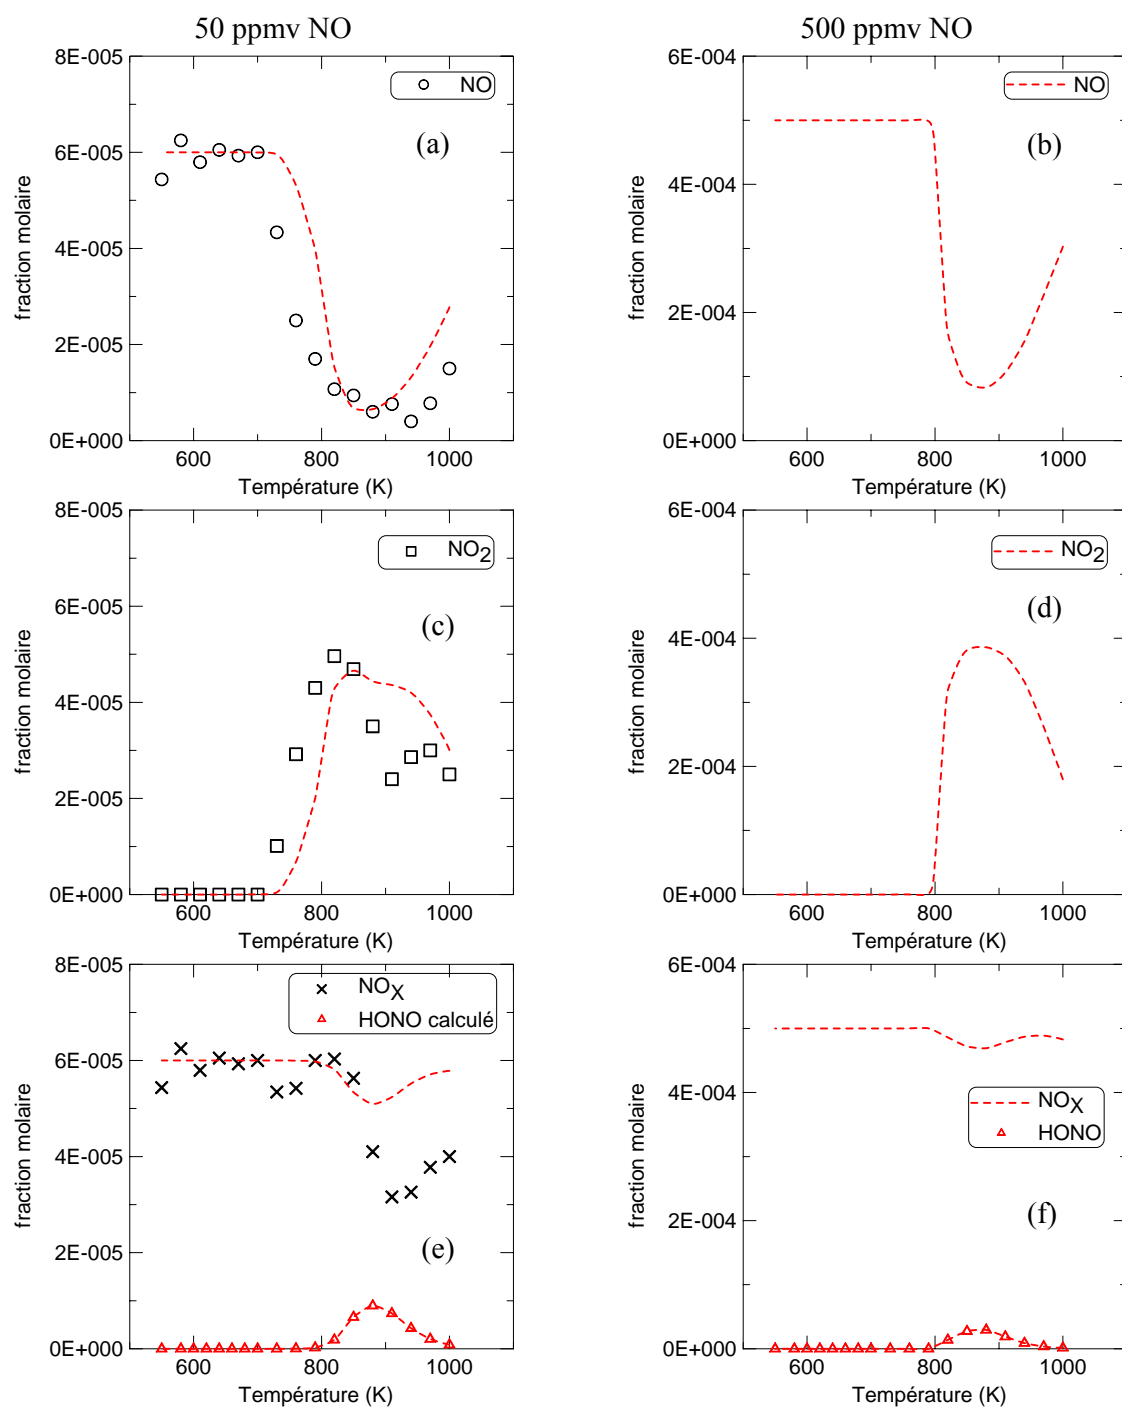 50 ppmv NO
500 ppmv NO
8E-005
6E-005
4E-005
2E-005
0E+000
fraction molaire
NO
(a)
600 800 1000
Température (K)
6E-004
4E-004
2E-004
0E+000
fraction molaire
NO
(b)
600 800 1000
Température (K)
8E-005
6E-005
4E-005
2E-005
0E+000
fraction molaire
NO2
(c)
600 800 1000
Température (K)
6E-004
4E-004
2E-004
0E+000
fraction molaire
NO2
(d)
600 800 1000
Température (K)
8E-005
6E-005
4E-005
2E-005
0E+000
fraction molaire
NOX
HONO calculé
(e)
600 800 1000
Température (K)
6E-004
4E-004
2E-004
0E+000
fraction molaire
NOX
HONO
(f)
600 800 1000
Température (K)